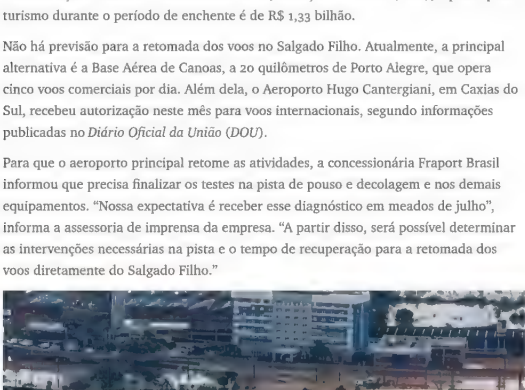 turismo durante o período de enchente é de R$ 1,33 bilhão.
Não há previsão para a retomada dos voos no Salgado Filho. Atualmente, a principal
alternativa é a Base Aérea de Canoas, a 20 quilômetros de Porto Alegre, que opera
cinco voos comerciais por dia. Além dela, o Aeroporto Hugo Cantergiani, em Caxias do
Sul, recebeu autorização neste mês para voos internacionais, segundo informações
publicadas no Diário Oficial da União (DOU).
Para que o aeroporto principal retome as atividades, a concessionária Fraport Brasil
informou que precisa finalizar os testes na pista de pouso e decolagem e nos demais
equipamentos. “Nossa expectativa é receber esse diagnóstico em meados de julho”,
informa a assessoria de imprensa da empresa. “A partir disso, será possível determinar
as intervenções necessárias na pista e o tempo de recuperação para a retomada dos
voos diretamente do Salgado Filho.”